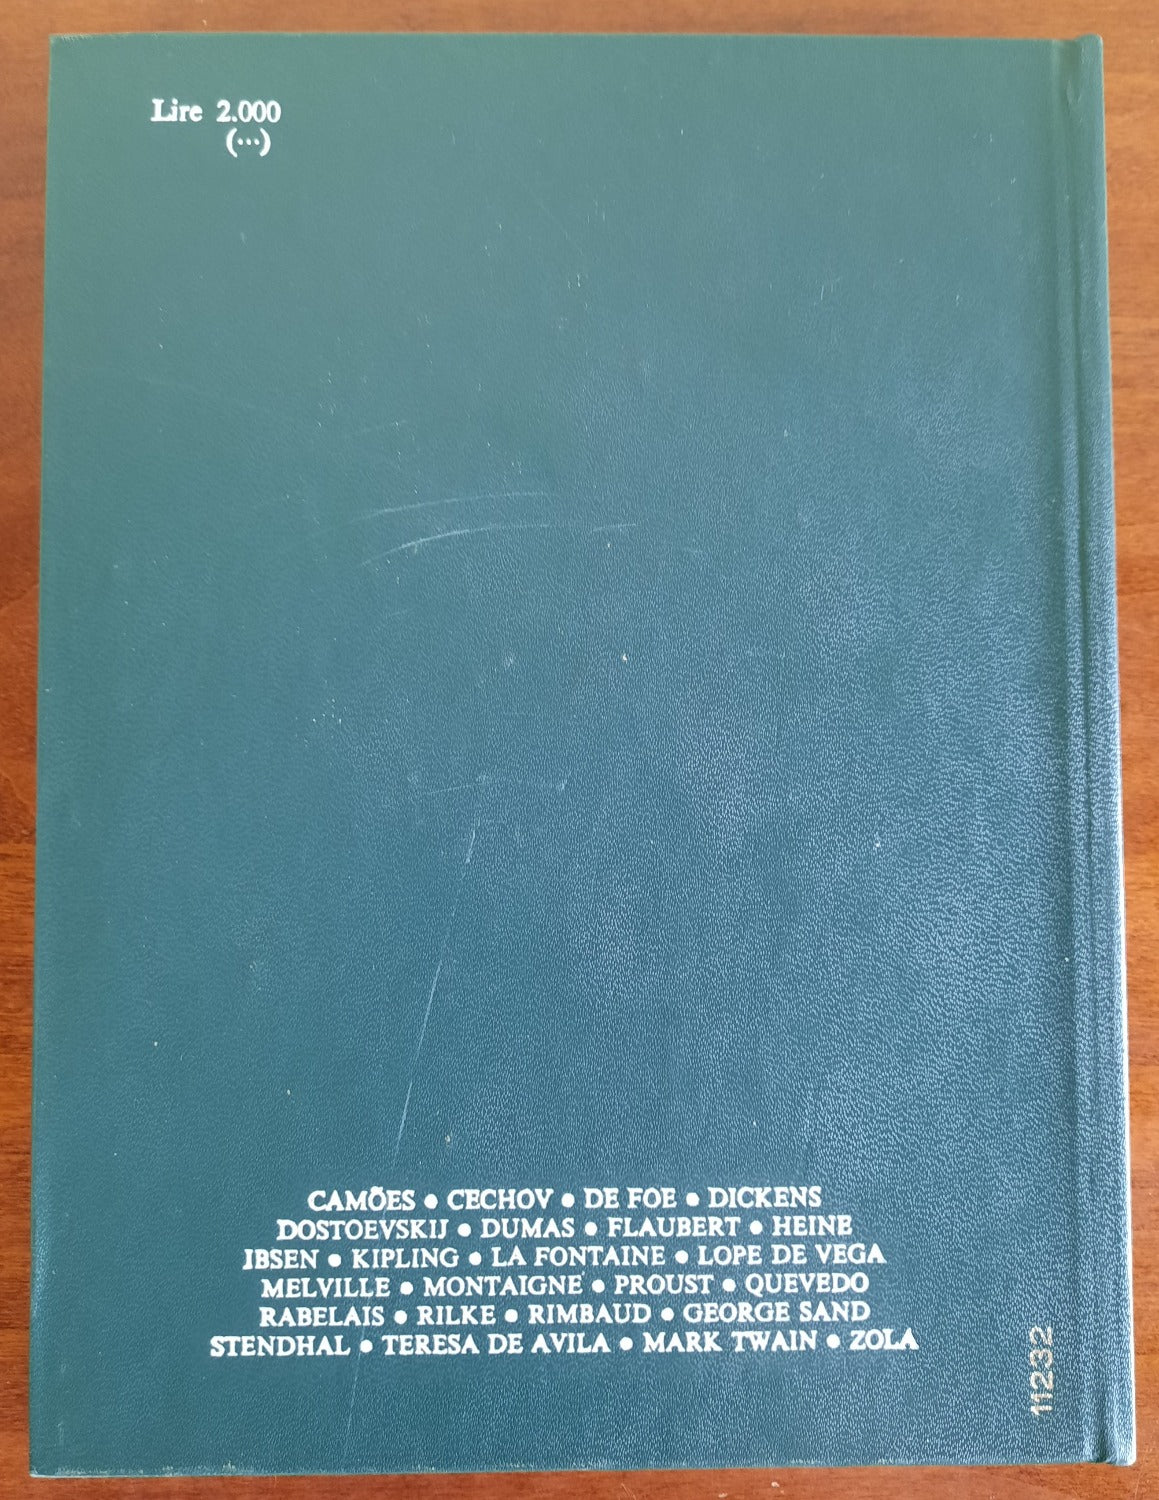 Lire 2.000
(...)
CAMÕES • CECHOV • DE FOE • DICKENS
DOSTOEVSKIJ • DUMAS • FLAUBERT • HEINE
IBSEN • KIPLING • LA FONTAINE • LOPE DE VEGA
MELVILLE • MONTAIGNE • PROUST • QUEVEDO
RABELAIS • RILKE • RIMBAUD • GEORGE SAND
STENDHAL • TERESA DE AVILA • MARK TWAIN • ZOLA
11232